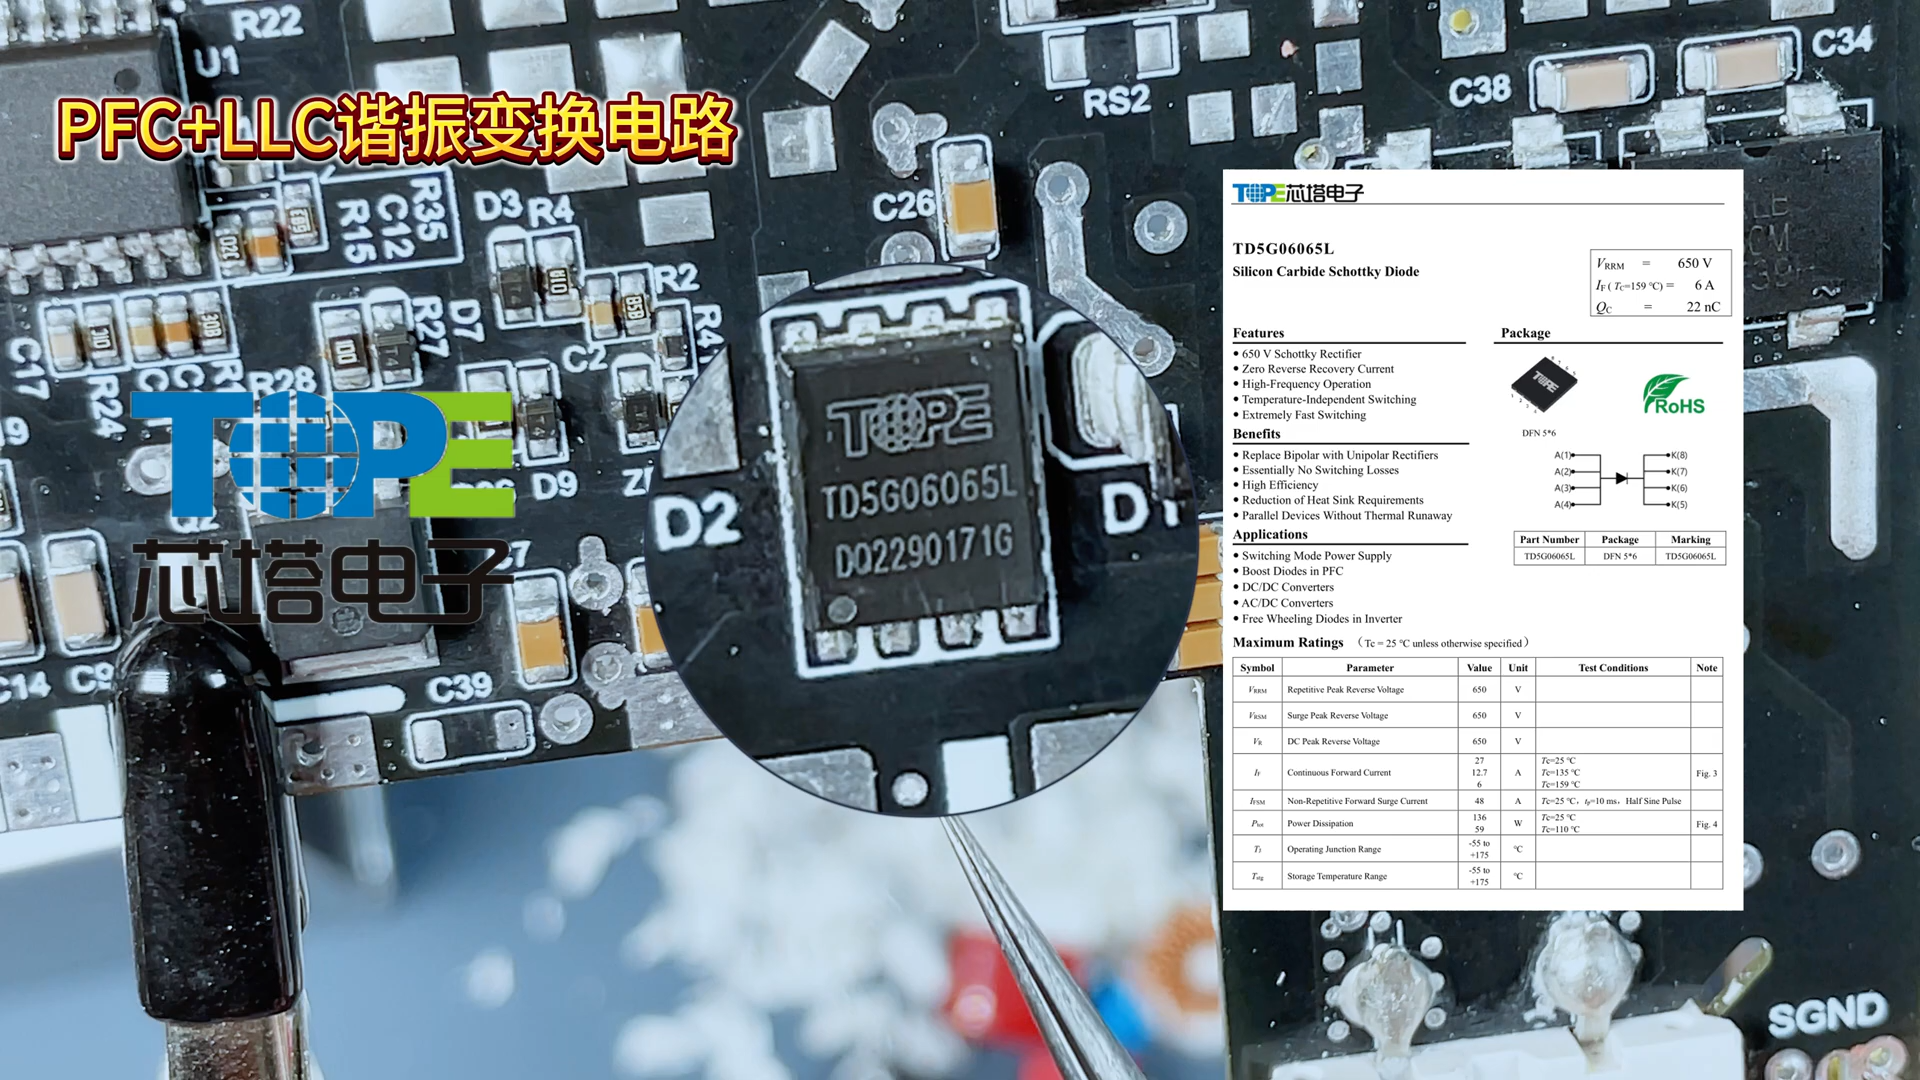 PFC+LLC谐振变换电路
R22
U1
R35
C12
R15
D3
R4
R2
C2
R27
D7
C17
R24
R28
D9
TOPE
芯塔电子
C14
C9
C39
C26
RS2
C38
C34
D2
D1
TOPE
TD5G06065L
DQ2290171G
SGND
TOPE芯塔电子
TD5G06065L
Silicon Carbide Schottky Diode
VRRM = 650 V
IF ( TC=159 ℃) = 6 A
QC = 22 nC
Features
• 650 V Schottky Rectifier
• Zero Reverse Recovery Current
• High-Frequency Operation
• Temperature-Independent Switching
• Extremely Fast Switching
Benefits
• Replace Bipolar with Unipolar Rectifiers
• Essentially No Switching Losses
• High Efficiency
• Reduction of Heat Sink Requirements
• Parallel Devices Without Thermal Runaway
Applications
• Switching Mode Power Supply
• Boost Diodes in PFC
• DC/DC Converters
• AC/DC Converters
• Free Wheeling Diodes in Inverter
Package
TOPE
RoHS
DFN 5*6
A(1) K(8)
A(2) K(7)
A(3) K(6)
A(4) K(5)
Part Number Package Marking
TD5G06065L DFN 5*6 TD5G06065L
Maximum Ratings （Tc = 25 ℃ unless otherwise specified）
Symbol Parameter Value Unit Test Conditions Note
VRRM Repetitive Peak Reverse Voltage 650 V
VRSM Surge Peak Reverse Voltage 650 V
VR DC Peak Reverse Voltage 650 V
27 Tc=25 ℃
IF Continuous Forward Current 12.7 A Tc=135 ℃ Fig. 3
6 Tc=159 ℃
IFSM Non-Repetitive Forward Surge Current 48 A Tc=25 ℃，tp=10 ms，Half Sine Pulse
136 Tc=25 ℃
Ptot Power Dissipation W Fig. 4
59 Tc=110 ℃
TJ Operating Junction Range -55 to +175 ℃
Tstg Storage Temperature Range -55 to +175 ℃